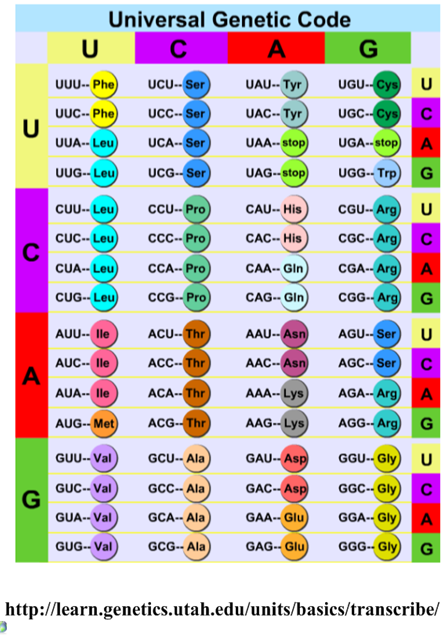 Universal Genetic Code
U C A G
UUU--Phe UCU--Ser UAU--Tyr UGU--Cys U
UUC--Phe UCC--Ser UAC--Tyr UGC--Cys C
UUA--Leu UCA--Ser UAA--stop UGA--stop A
UUG--Leu UCG--Ser UAG--stop UGG--Trp G
U
CUU--Leu CCU--Pro CAU--His CGU--Arg U
CUC--Leu CCC--Pro CAC--His CGC--Arg C
CUA--Leu CCA--Pro CAA--Gln CGA--Arg A
CUG--Leu CCG--Pro CAG--Gln CGG--Arg G
C
AUU--Ile ACU--Thr AAU--Asn AGU--Ser U
AUC--Ile ACC--Thr AAC--Asn AGC--Ser C
AUA--Ile ACA--Thr AAA--Lys AGA--Arg A
AUG--Met ACG--Thr AAG--Lys AGG--Arg G
A
GUU--Val GCU--Ala GAU--Asp GGU--Gly U
GUC--Val GCC--Ala GAC--Asp GGC--Gly C
GUA--Val GCA--Ala GAA--Glu GGA--Gly A
GUG--Val GCG--Ala GAG--Glu GGG--Gly G
G
http://learn.genetics.utah.edu/units/basics/transcribe/